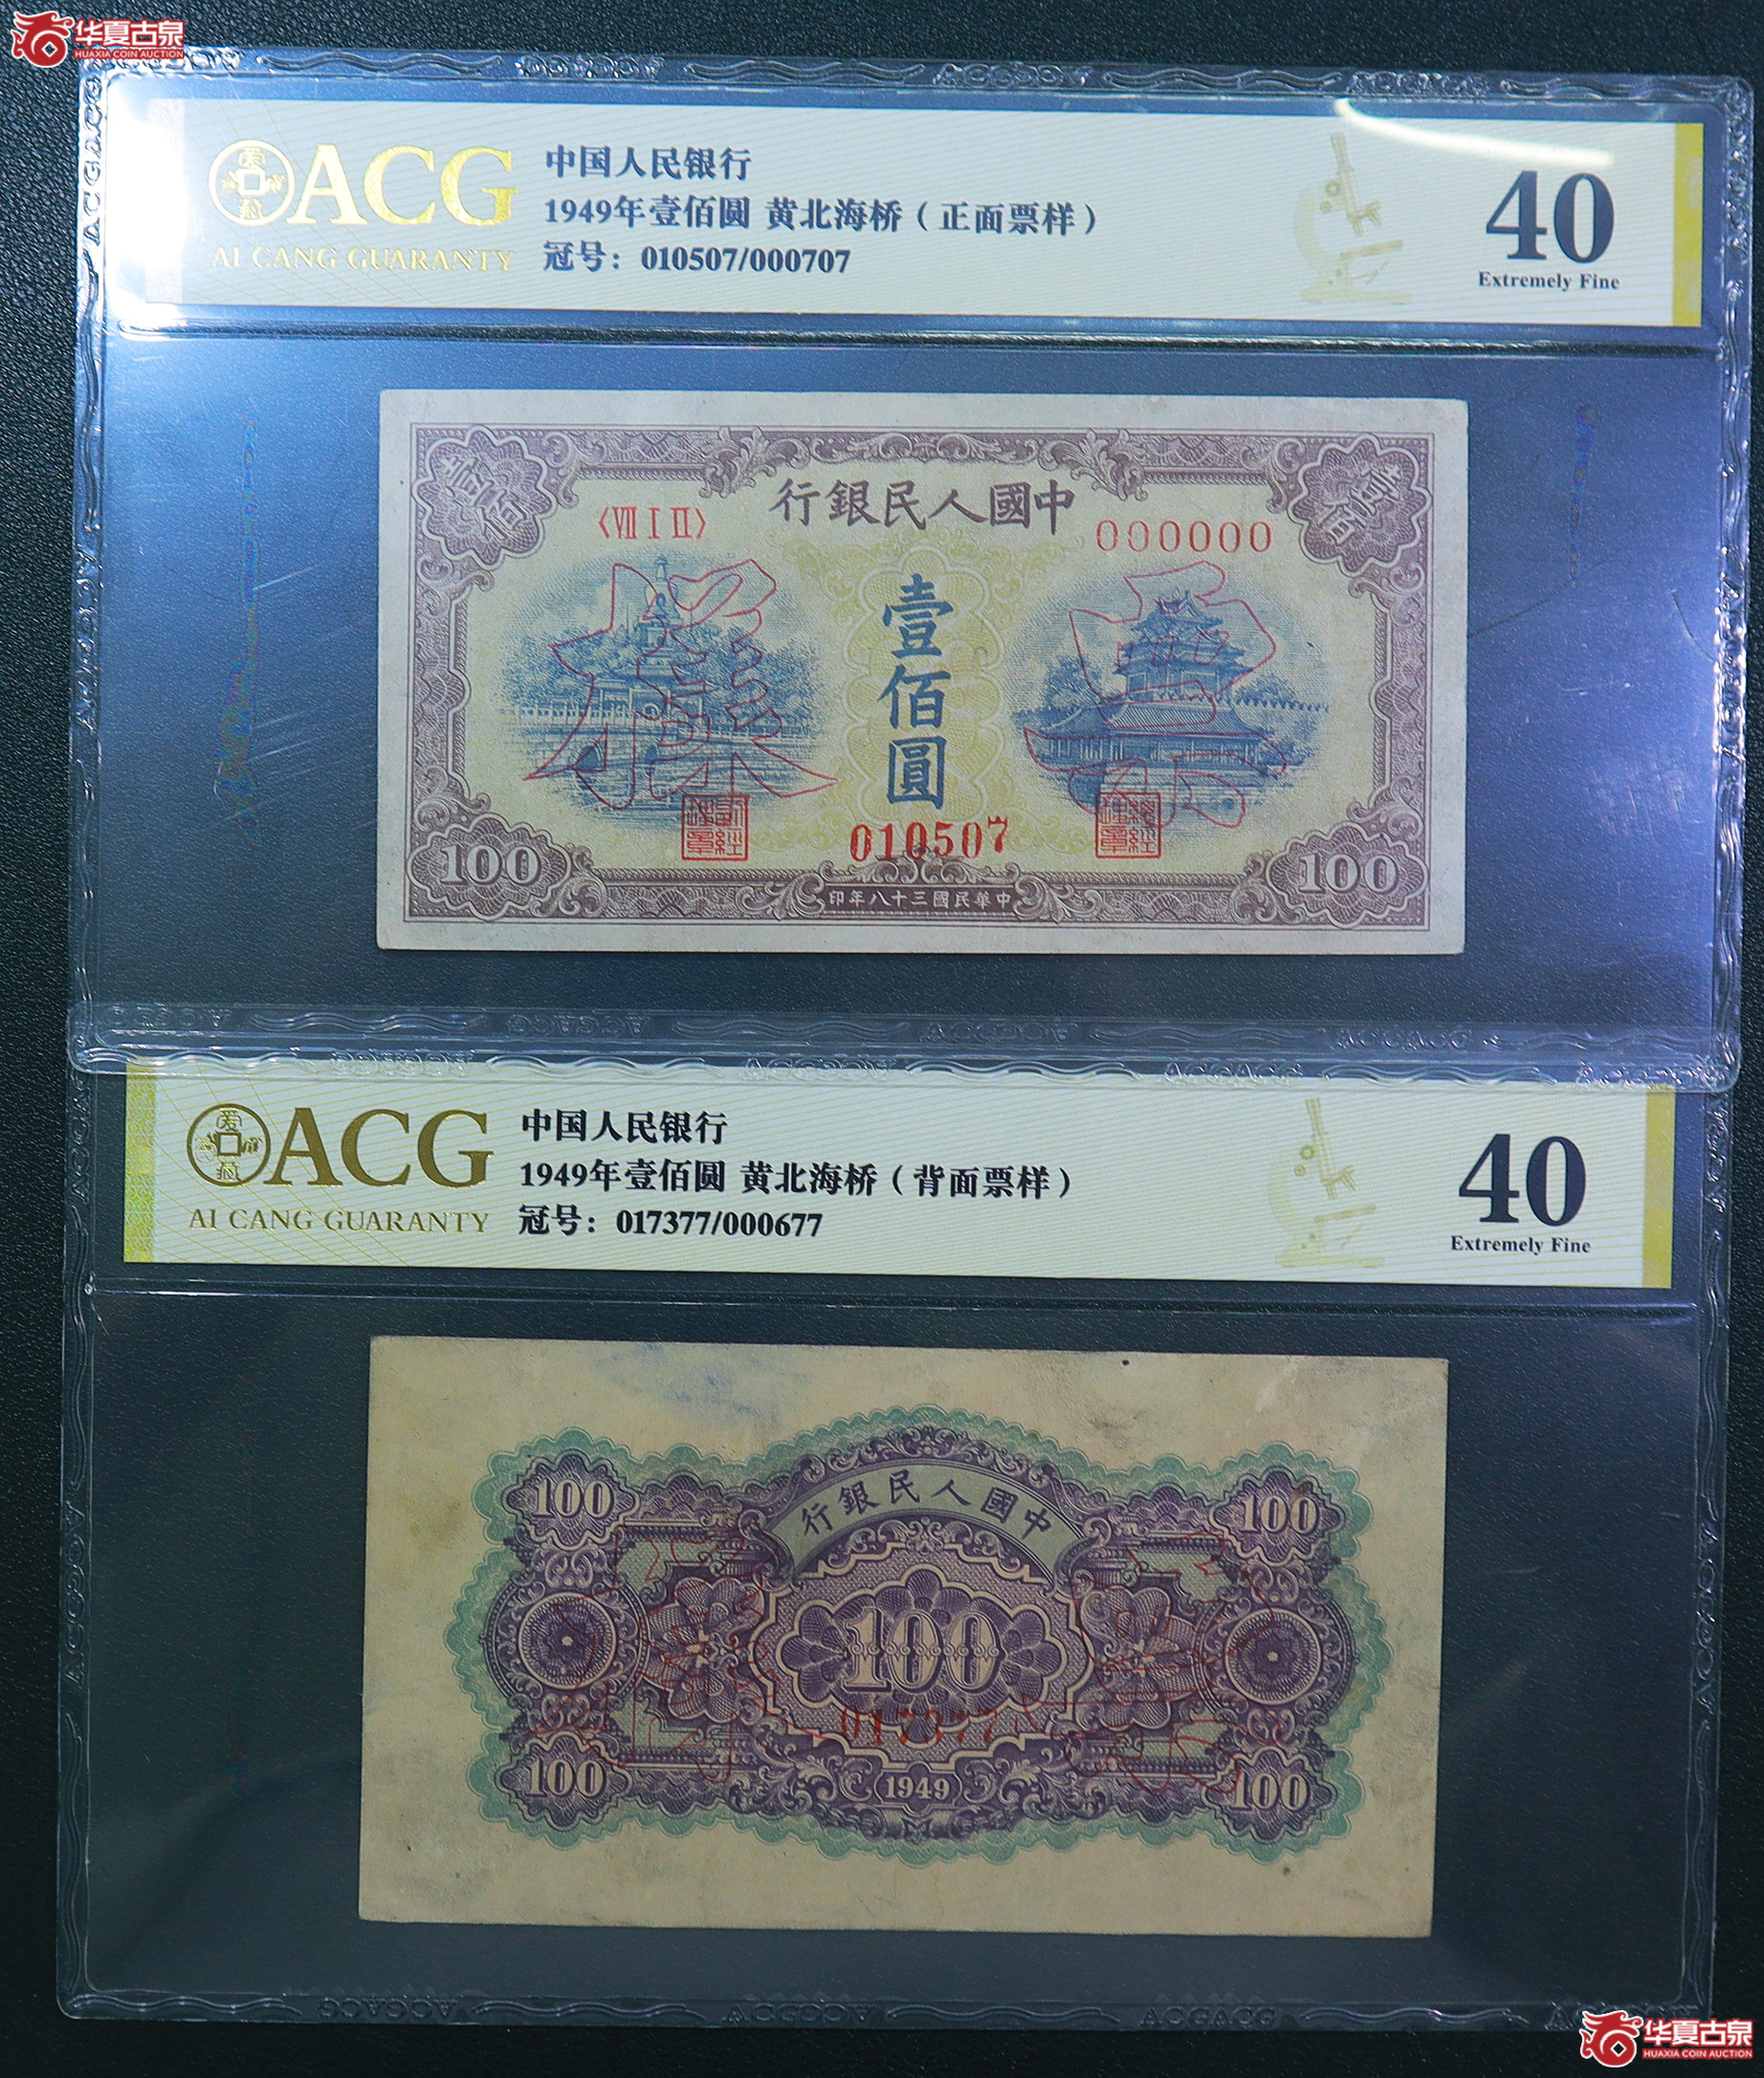 华夏古泉
HUAXIA COIN AUCTION
ACG
AI CANG GUARANTY
中国人民银行
1949年壹佰圆 黄北海桥（正面票样）
冠号：010507/000707
40
Extremely Fine
行銀民人國中
〈VII I II〉
000000
壹佰
壹佰圓
票樣
010507
100
100
印年八十三國民華中
ACG
AI CANG GUARANTY
中国人民银行
1949年壹佰圆 黄北海桥（背面票样）
冠号：017377/000677
40
Extremely Fine
行銀民人國中
100
100
100
017377
100
1949
100
华夏古泉
HUAXIA COIN AUCTION